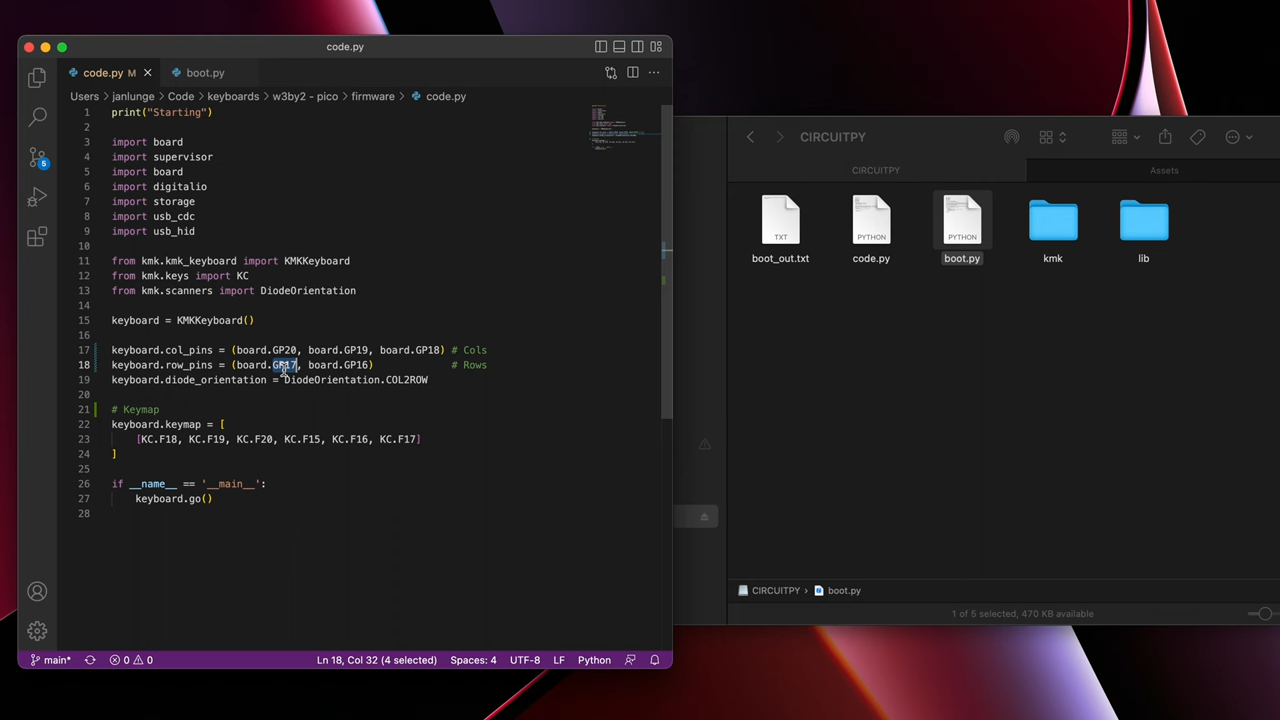 code.py
code.py M
boot.py
Users › janlunge › Code › keyboards › w3by2 - pico › firmware › code.py
1 print("Starting")
2
3 import board
4 import supervisor
5 import board
6 import digitalio
7 import storage
8 import usb_cdc
9 import usb_hid
10
11 from kmk.kmk_keyboard import KMKKeyboard
12 from kmk.keys import KC
13 from kmk.scanners import DiodeOrientation
14
15 keyboard = KMKKeyboard()
16
17 keyboard.col_pins = (board.GP20, board.GP19, board.GP18) # Cols
18 keyboard.row_pins = (board.GP17, board.GP16) # Rows
19 keyboard.diode_orientation = DiodeOrientation.COL2ROW
20
21 # Keymap
22 keyboard.keymap = [
23 [KC.F18, KC.F19, KC.F20, KC.F15, KC.F16, KC.F17]
24 ]
25
26 if __name__ == '__main__':
27 keyboard.go()
28
5
main* 0 0 Ln 18, Col 32 (4 selected) Spaces: 4 UTF-8 LF Python
CIRCUITPY
CIRCUITPY Assets
TXT PYTHON PYTHON
boot_out.txt code.py boot.py kmk lib
CIRCUITPY › boot.py
1 of 5 selected, 470 KB available